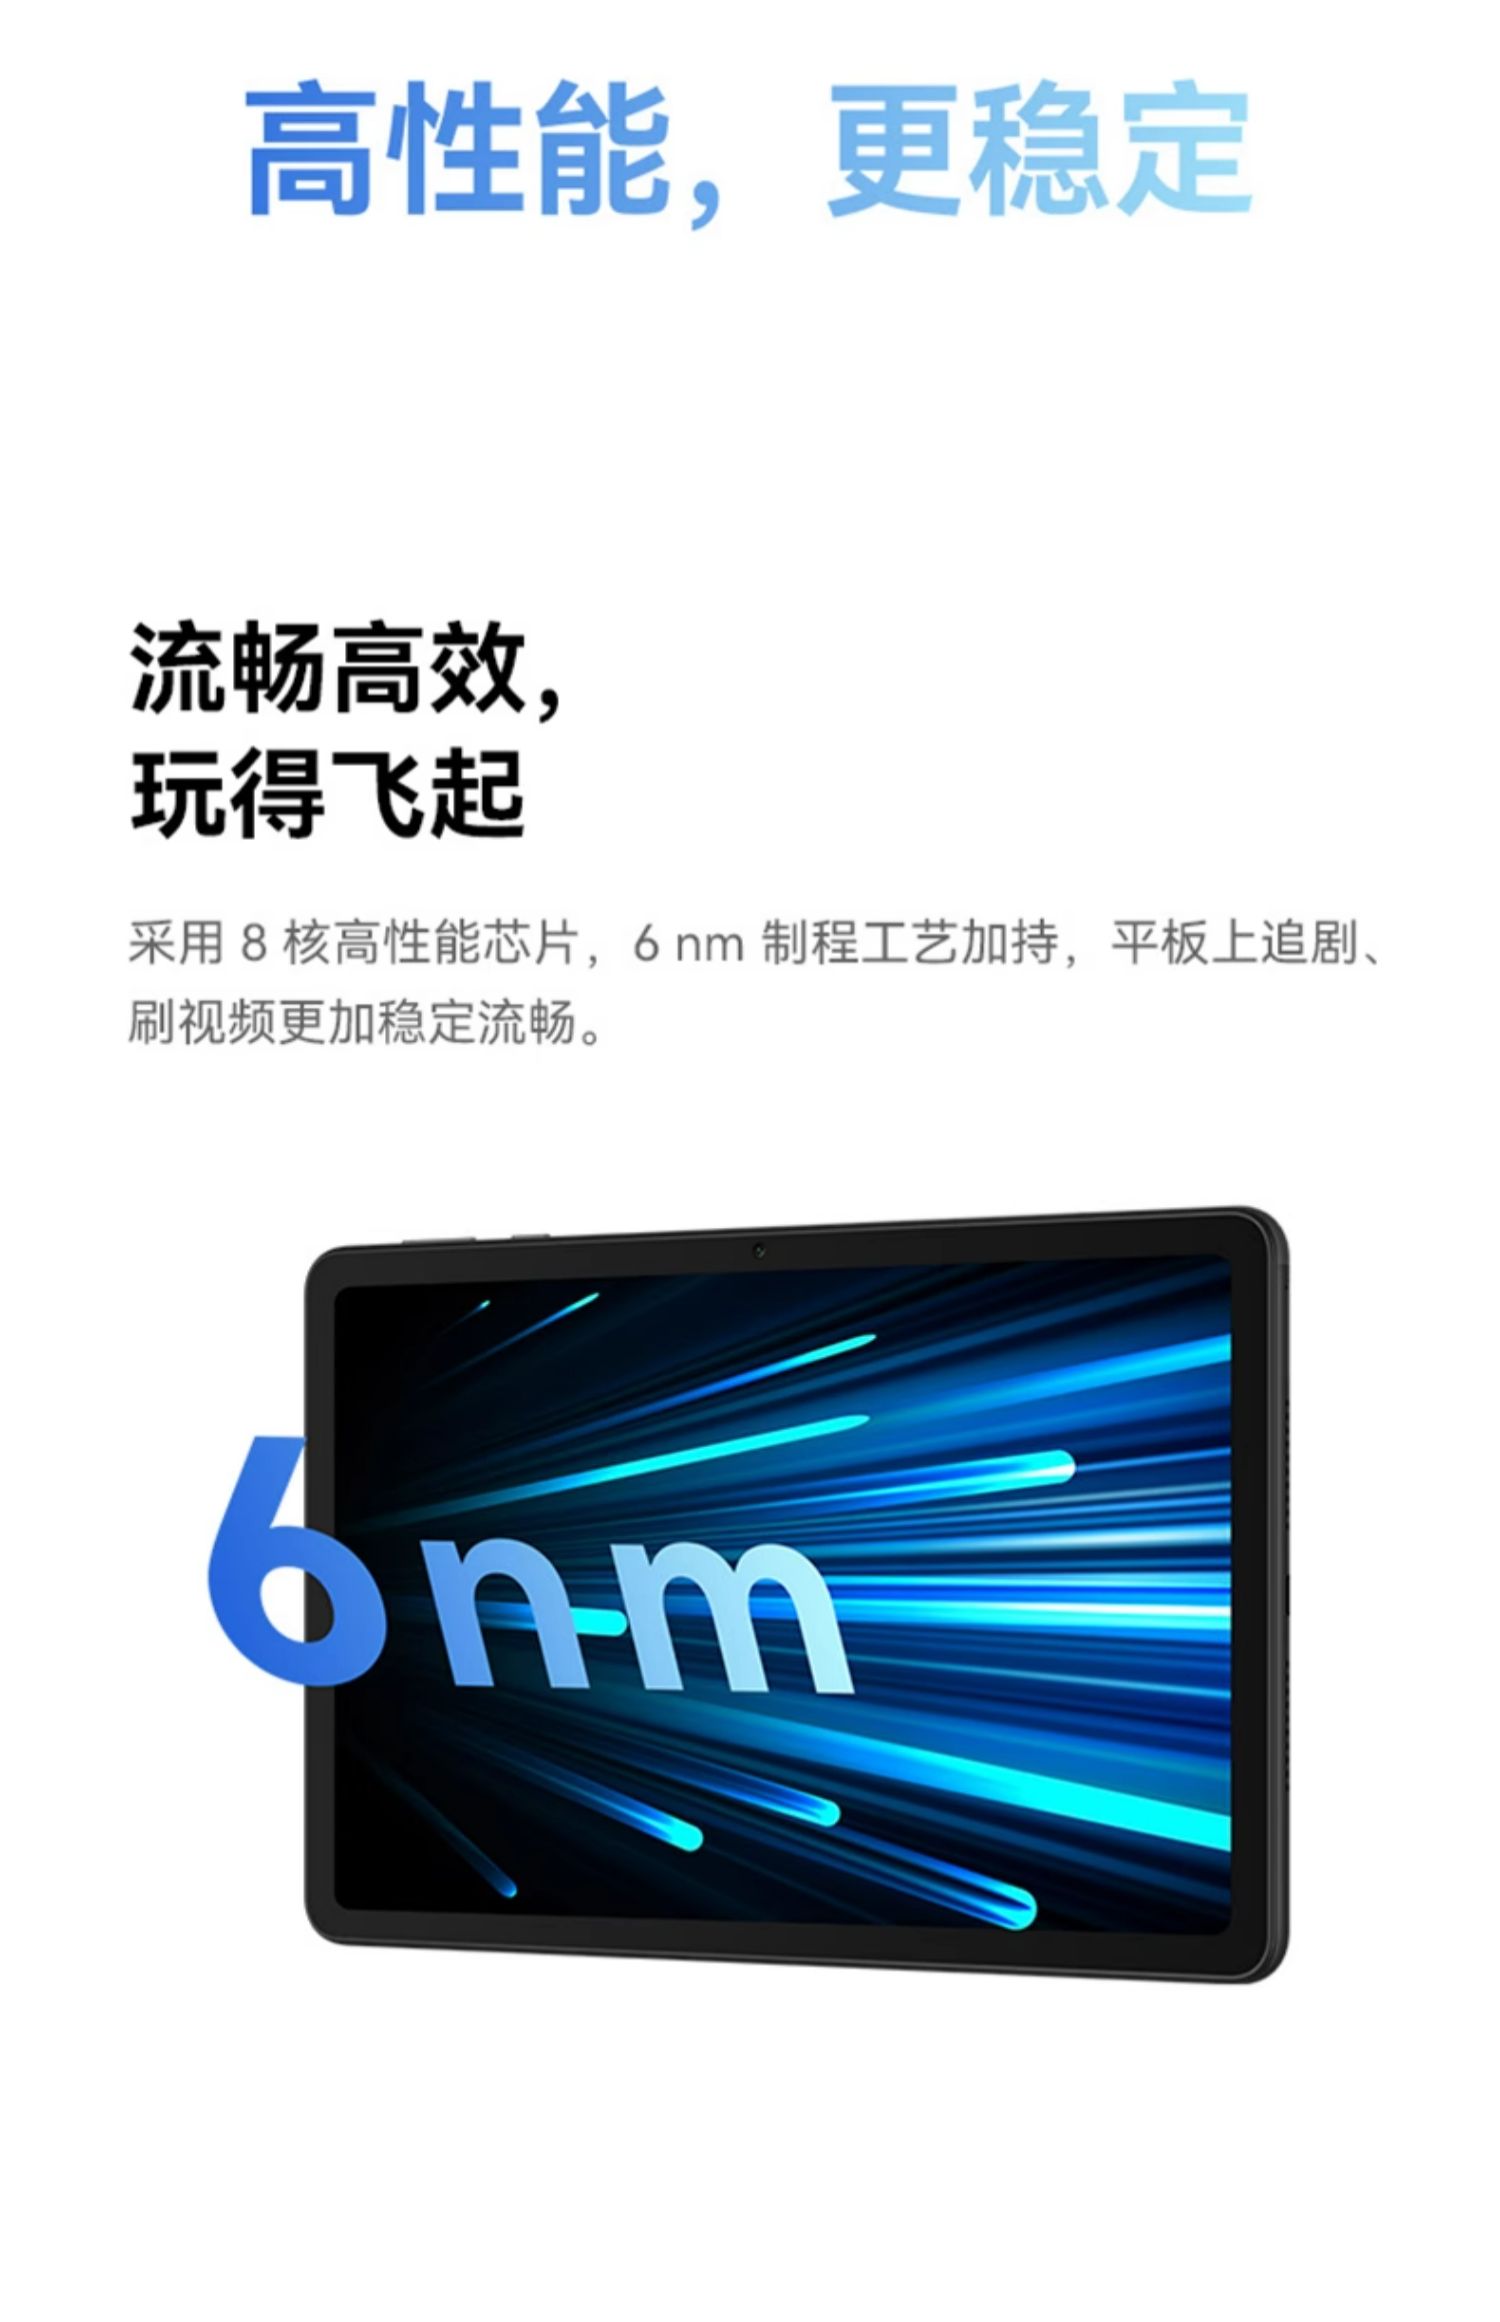 高性能，更稳定
流畅高效，
玩得飞起
采用 8 核高性能芯片，6 nm 制程工艺加持，平板上追剧、
刷视频更加稳定流畅。
6nm